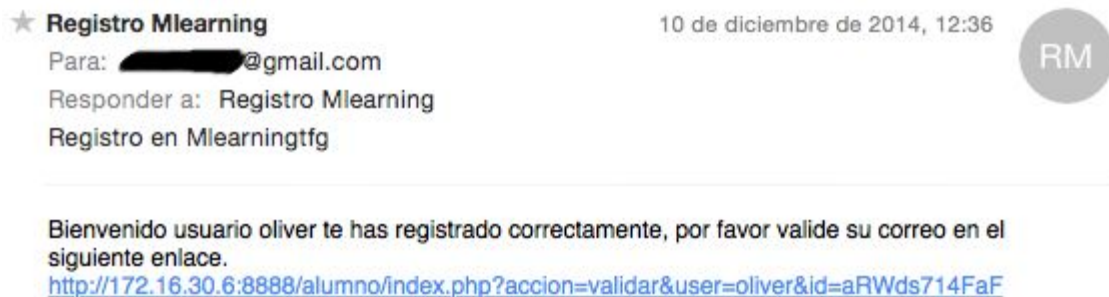 Registro Mlearning
10 de diciembre de 2014, 12:36
RM
Para: @gmail.com
Responder a: Registro Mlearning
Registro en Mlearningtfg
Bienvenido usuario oliver te has registrado correctamente, por favor valide su correo en el
siguiente enlace.
http://172.16.30.6:8888/alumno/index.php?accion=validar&user=oliver&id=aRWds714FaF